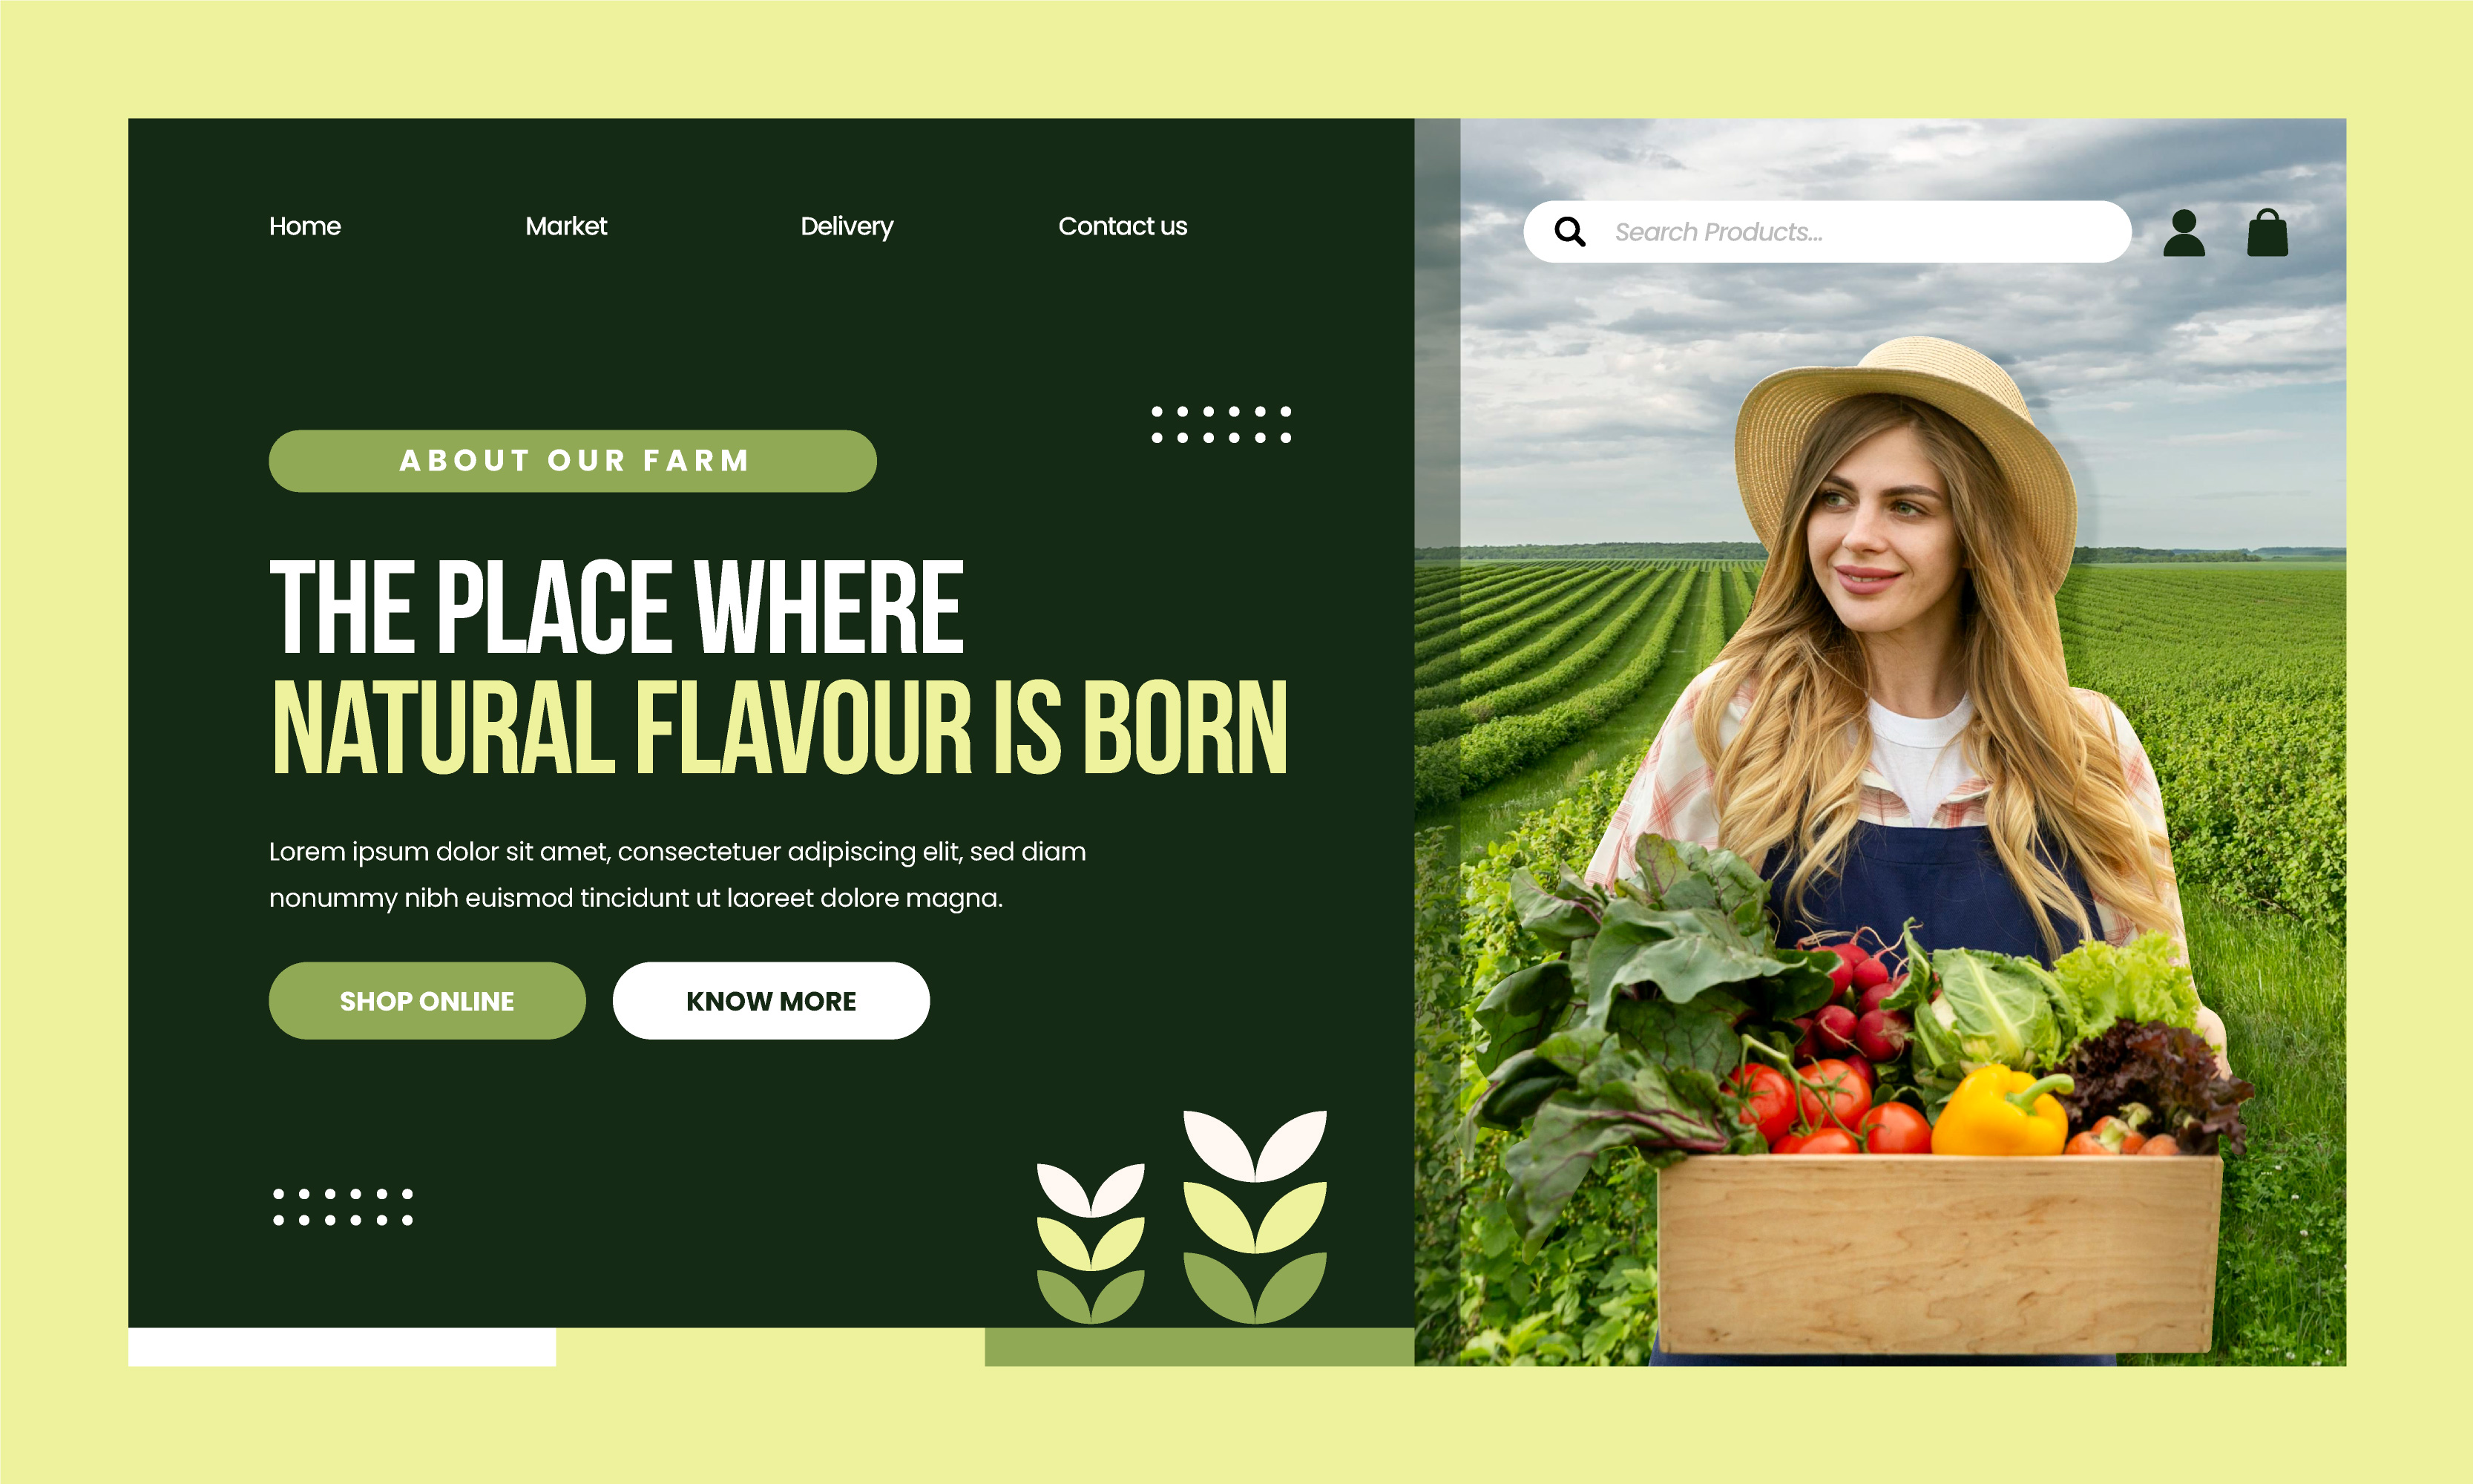 Home Market Delivery Contact us
Search Products...
ABOUT OUR FARM
THE PLACE WHERE
NATURAL FLAVOUR IS BORN
Lorem ipsum dolor sit amet, consectetuer adipiscing elit, sed diam
nonummy nibh euismod tincidunt ut laoreet dolore magna.
SHOP ONLINE KNOW MORE